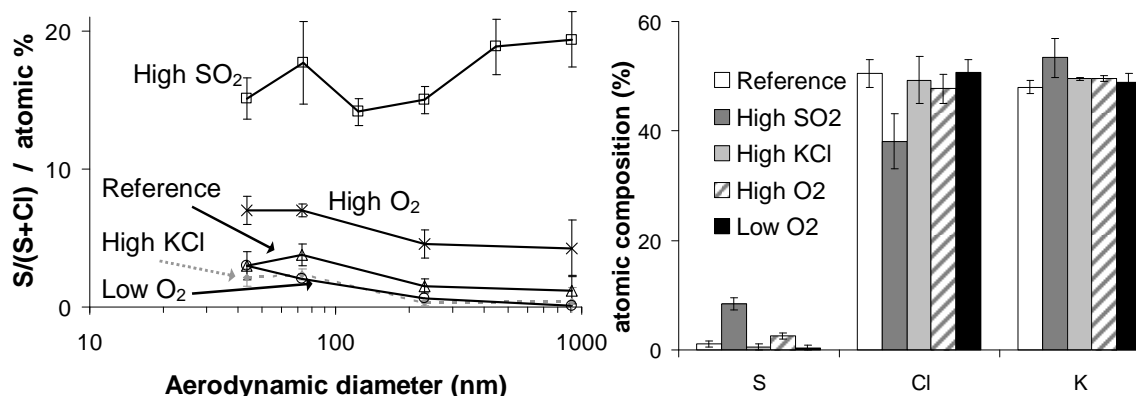 S/(S+Cl) / atomic %
20
10
0
High SO2
Reference
High O2
High KCl
Low O2
10
100
1000
Aerodynamic diameter (nm)
atomic composition (%)
60
40
20
0
Reference
High SO2
High KCl
High O2
Low O2
S
Cl
K